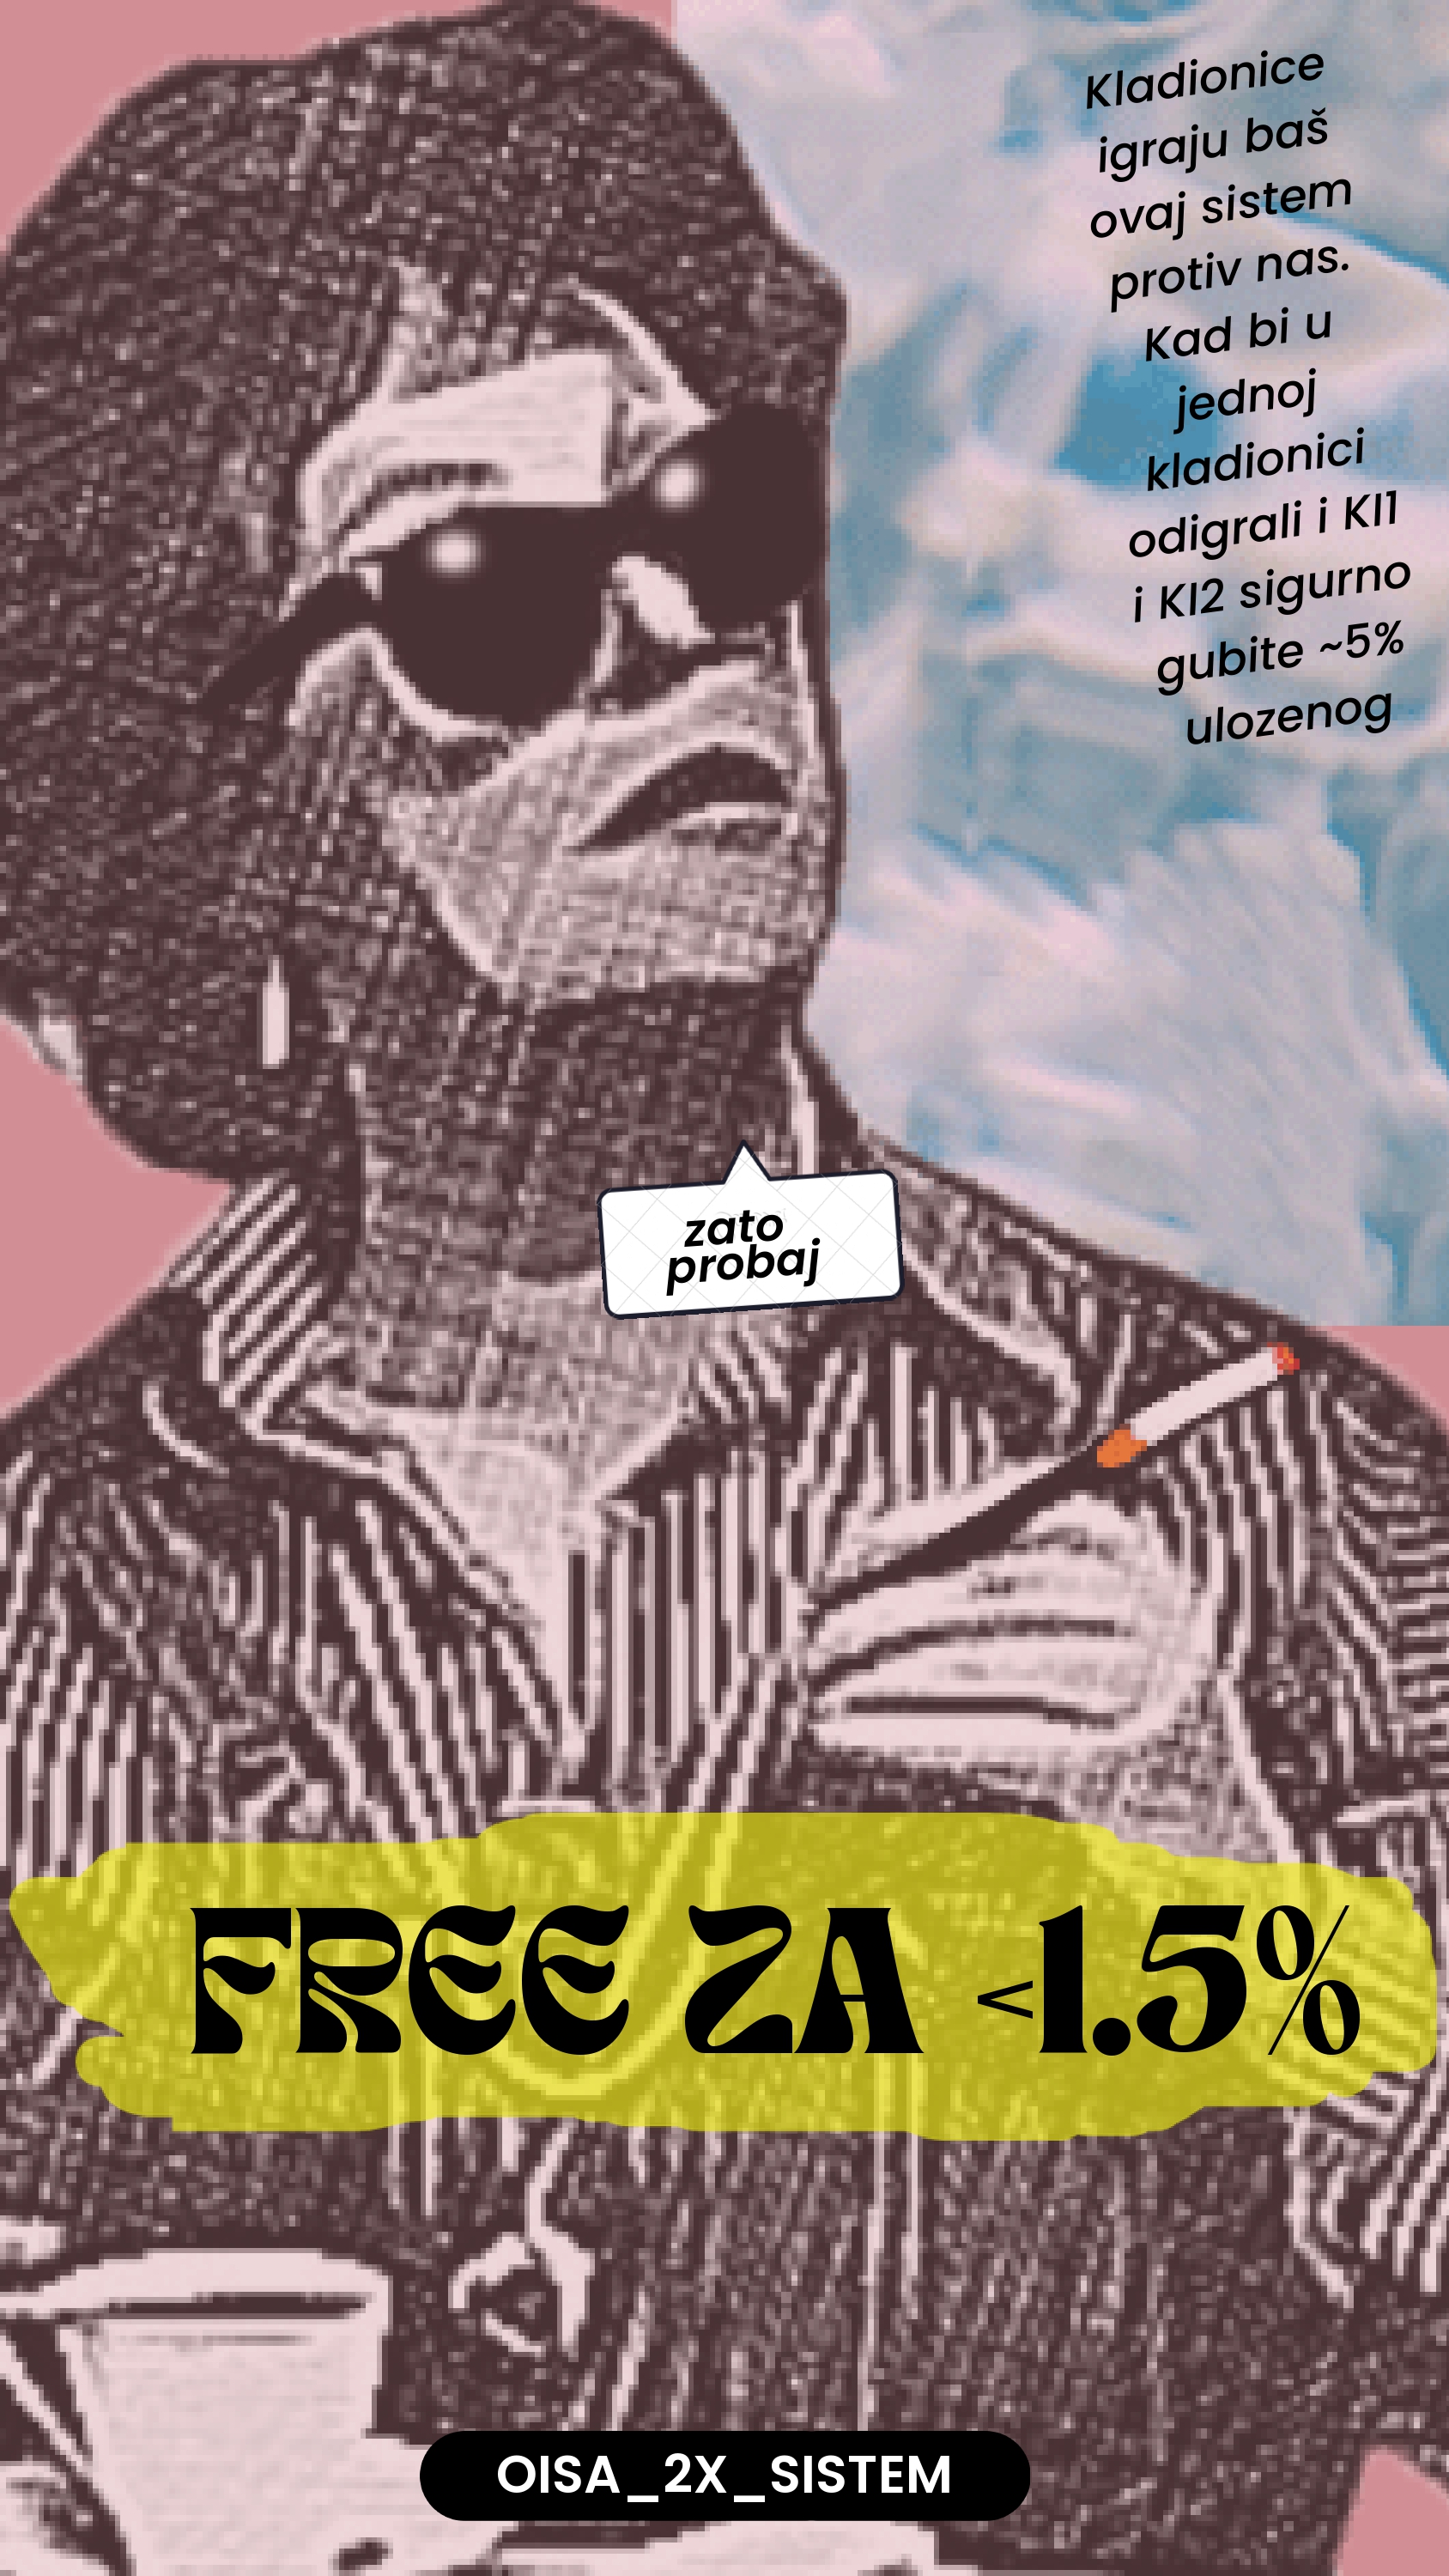 Kladionice
igraju baš
ovaj sistem
protiv nas.
Kad bi u
jednoj
kladionici
odigrali i KI1
i KI2 sigurno
gubite ~5%
ulozenog
zato
probaj
FREE ZA <1.5%
OISA_2X_SISTEM